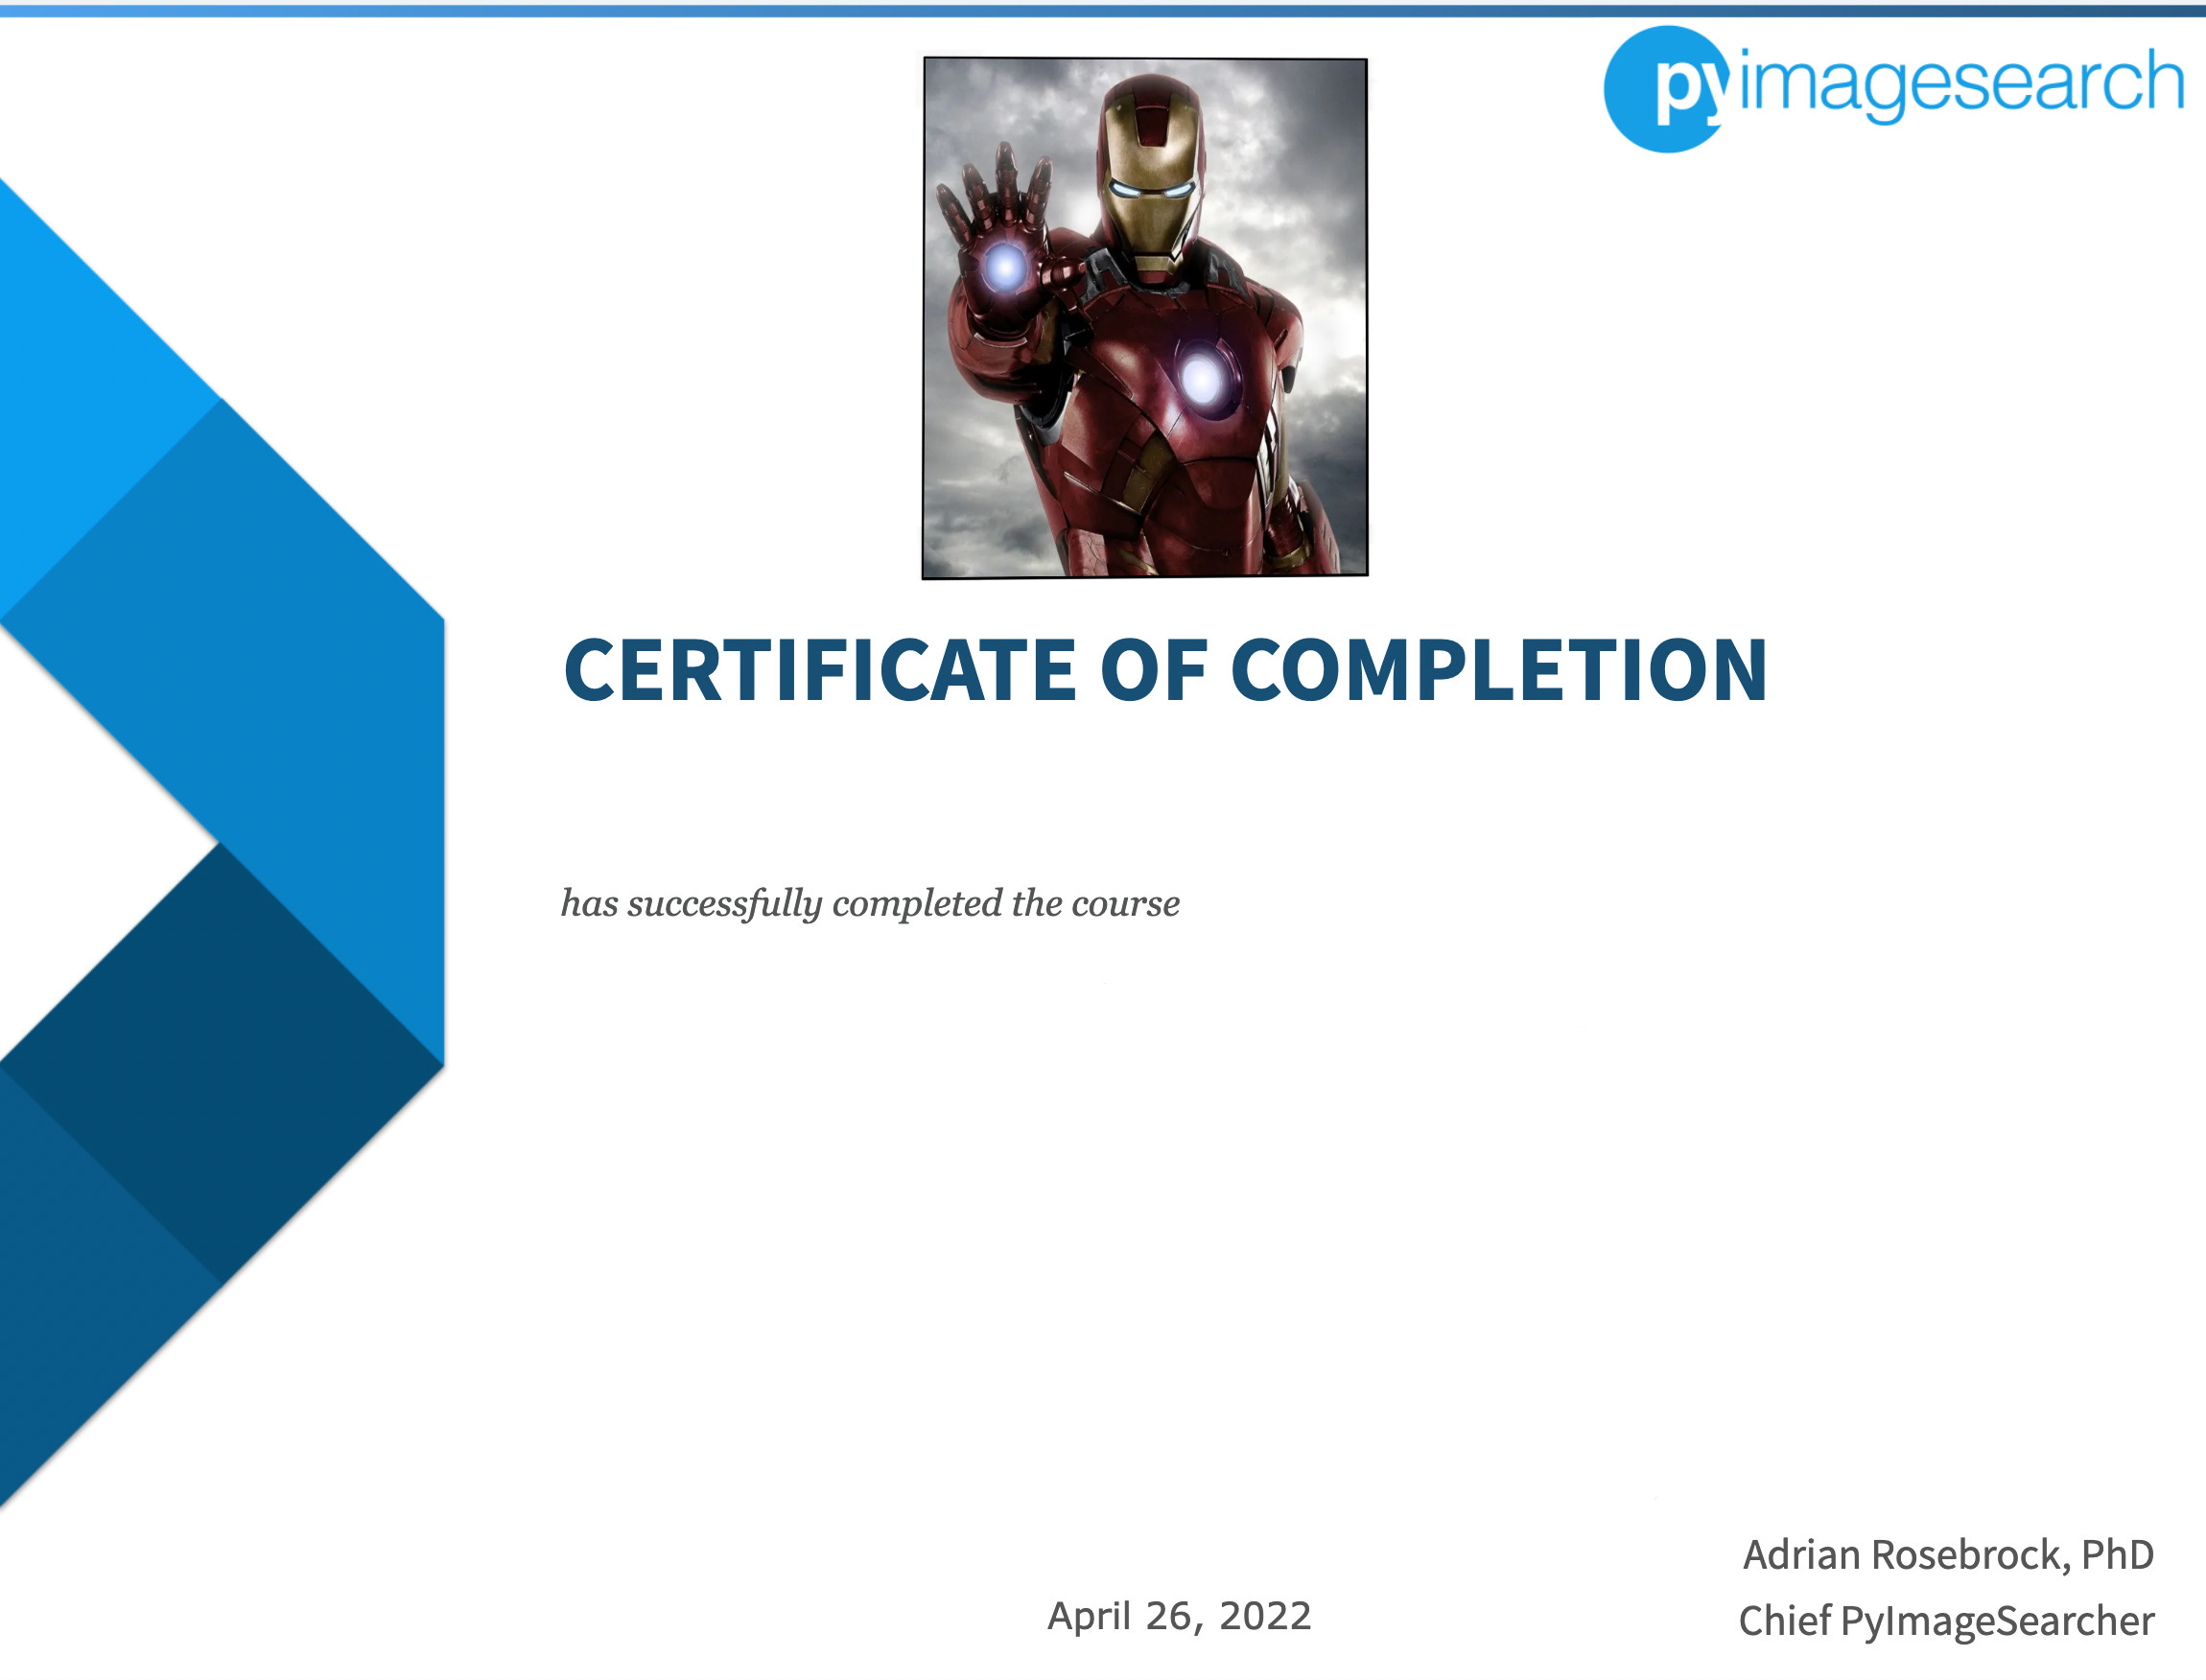 pyimagesearch
CERTIFICATE OF COMPLETION
has successfully completed the course
April 26, 2022
Adrian Rosebrock, PhD
Chief PyImageSearcher